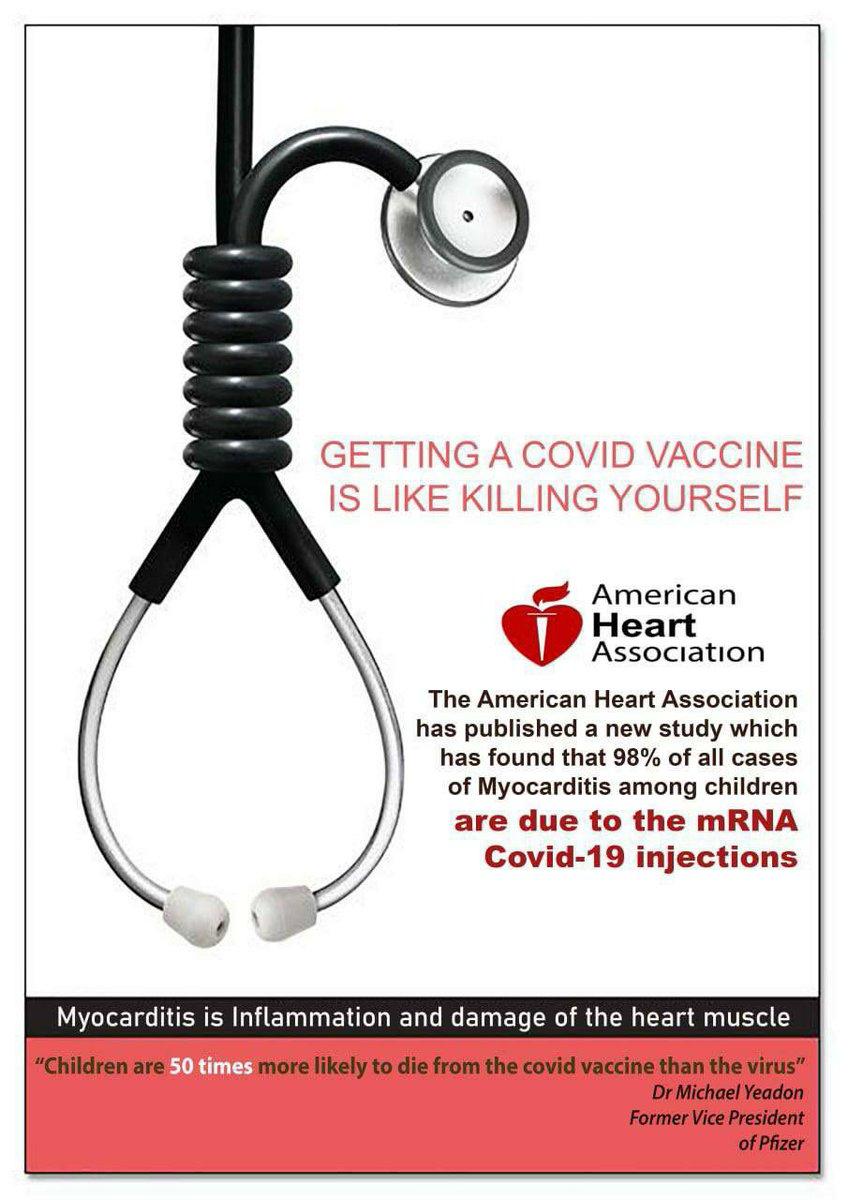 GETTING A COVID VACCINE
IS LIKE KILLING YOURSELF
American
Heart
Association
The American Heart Association
has published a new study which
has found that 98% of all cases
of Myocarditis among children
are due to the mRNA
Covid-19 injections
Myocarditis is Inflammation and damage of the heart muscle
“Children are 50 times more likely to die from the covid vaccine than the virus”
Dr Michael Yeadon
Former Vice President
of Pfizer